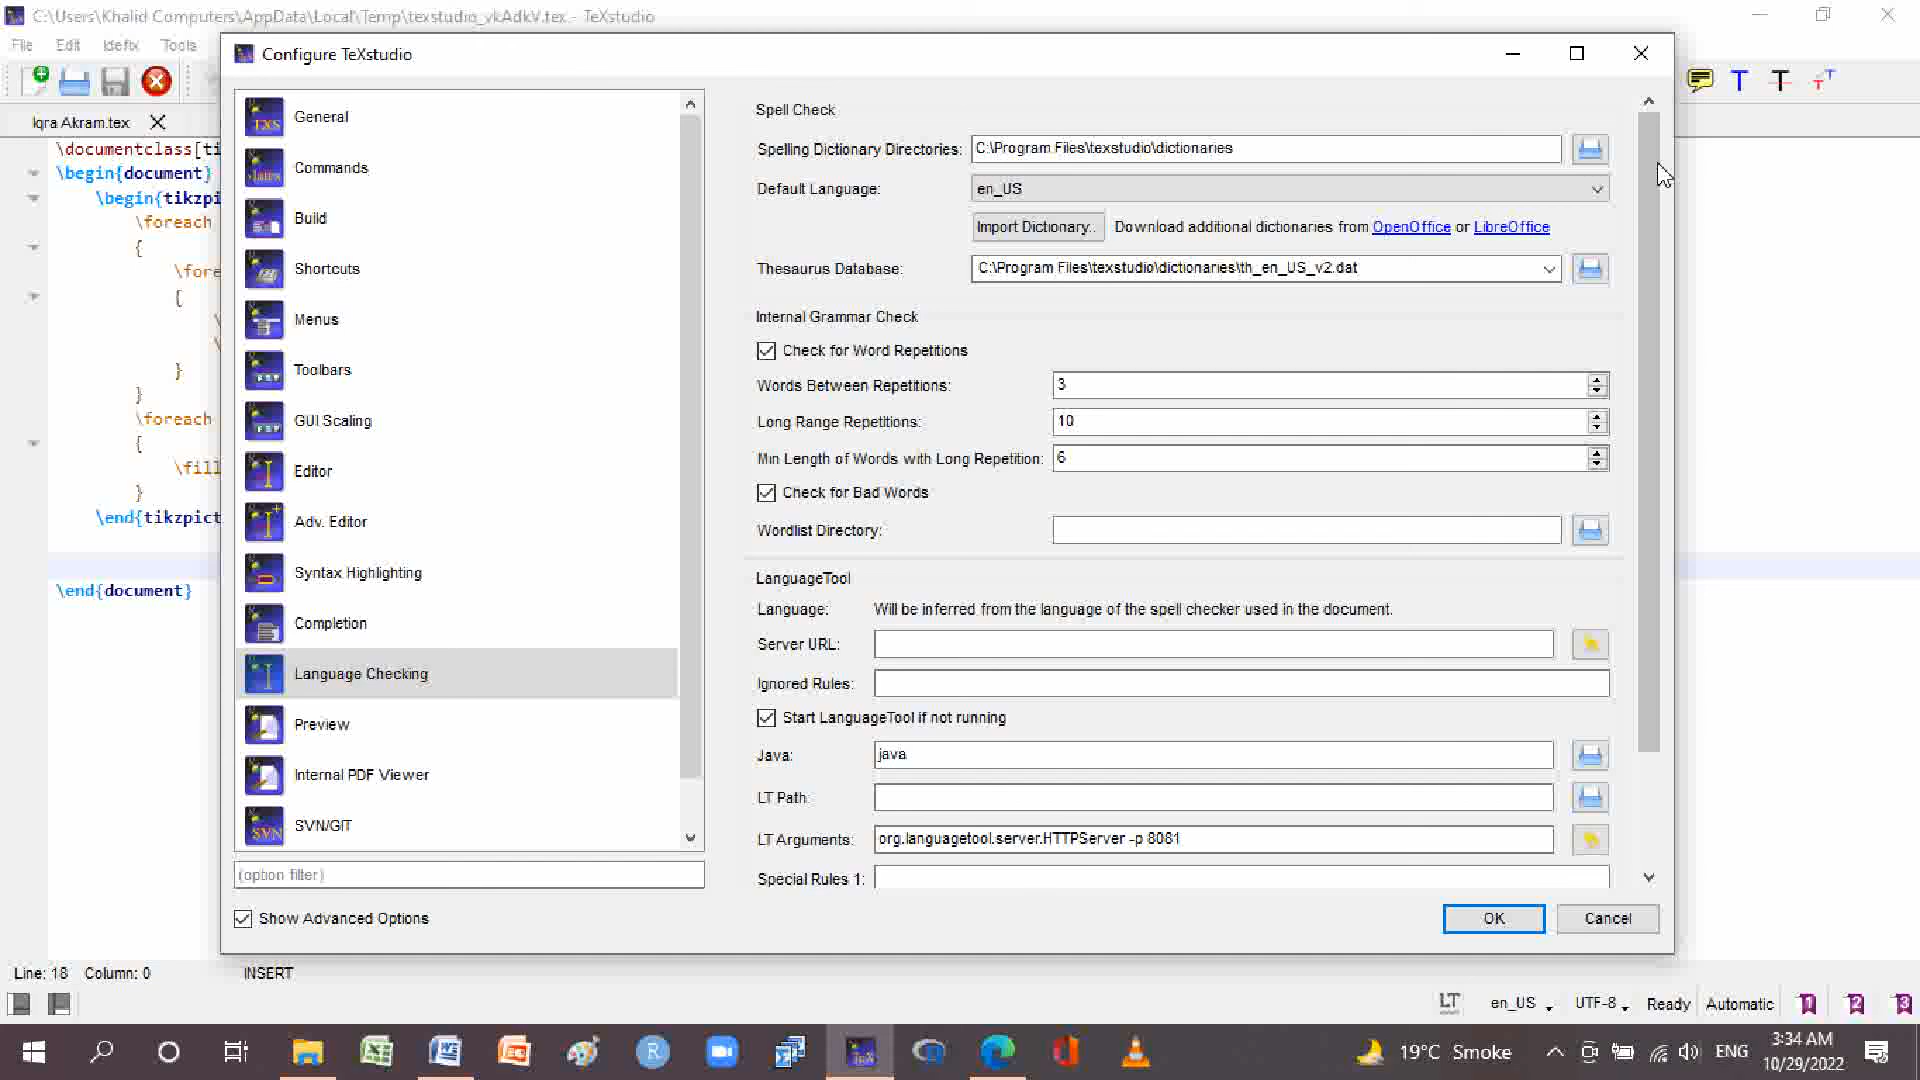 C:\Users\Khalid Computers\AppData\Local\Temp\texstudio_vkAdkV.tex - TeXstudio
File Edit Idefix Tools
Configure TeXstudio
Iqra Akram.tex
\documentclass[ti
\begin{document}
\begin{tikzpi
\foreach
{
\fore
{
\
\
}
}
\foreach
{
\fill
}
\end{tikzpict
\end{document}
General
Commands
Build
Shortcuts
Menus
Toolbars
GUI Scaling
Editor
Adv. Editor
Syntax Highlighting
Completion
Language Checking
Preview
Internal PDF Viewer
SVN
SVN/GIT
(option filter)
Show Advanced Options
Spell Check
Spelling Dictionary Directories: C:\Program Files\texstudio\dictionaries
Default Language: en_US
Import Dictionary.. Download additional dictionaries from OpenOffice or LibreOffice
Thesaurus Database: C:\Program Files\texstudio\dictionaries\th_en_US_v2.dat
Internal Grammar Check
Check for Word Repetitions
Words Between Repetitions: 3
Long Range Repetitions: 10
Min Length of Words with Long Repetition: 6
Check for Bad Words
Wordlist Directory:
LanguageTool
Language: Will be inferred from the language of the spell checker used in the document.
Server URL:
Ignored Rules:
Start LanguageTool if not running
Java: java
LT Path:
LT Arguments: org.languagetool.server.HTTPServer -p 8081
Special Rules 1:
OK Cancel
Line: 18 Column: 0 INSERT
LT en_US UTF-8 Ready Automatic 1 2 3
19°C Smoke ENG 3:34 AM
10/29/2022